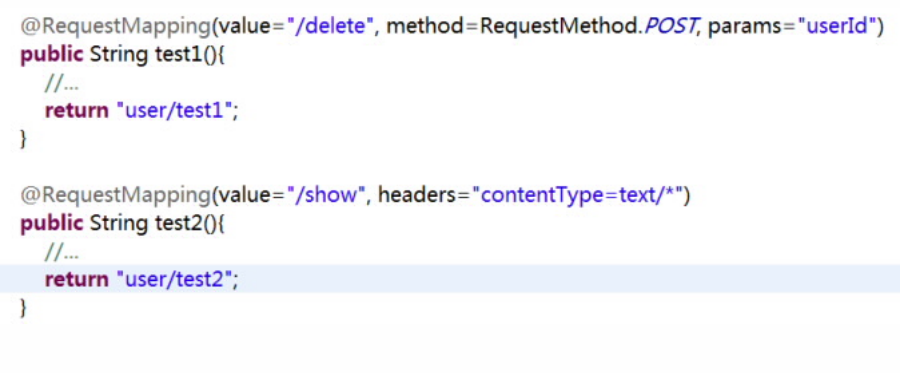 @RequestMapping(value="/delete", method=RequestMethod.POST, params="userId")
public String test1(){
//...
return "user/test1";
}
@RequestMapping(value="/show", headers="contentType=text/*")
public String test2(){
//...
return "user/test2";
}